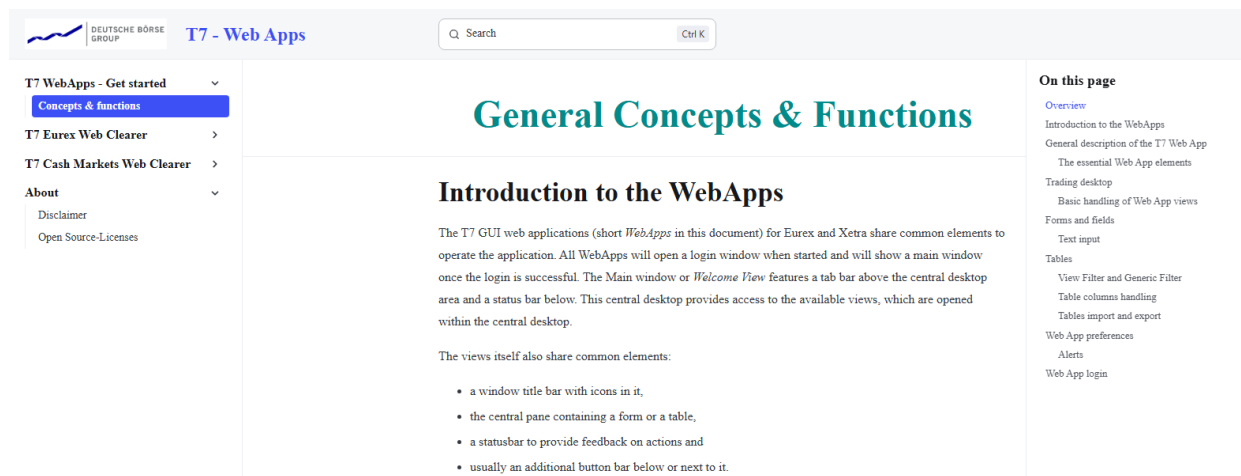 DEUTSCHE BÖRSE
GROUP
T7 - Web Apps
Search
Ctrl K
T7 WebApps - Get started
Concepts & functions
T7 Eurex Web Clearer
T7 Cash Markets Web Clearer
About
Disclaimer
Open Source-Licenses
General Concepts & Functions
Introduction to the WebApps
The T7 GUI web applications (short WebApps in this document) for Eurex and Xetra share common elements to
operate the application. All WebApps will open a login window when started and will show a main window
once the login is successful. The Main window or Welcome View features a tab bar above the central desktop
area and a status bar below. This central desktop provides access to the available views, which are opened
within the central desktop.
The views itself also share common elements:
• a window title bar with icons in it,
• the central pane containing a form or a table,
• a statusbar to provide feedback on actions and
• usually an additional button bar below or next to it.
On this page
Overview
Introduction to the WebApps
General description of the T7 Web App
The essential Web App elements
Trading desktop
Basic handling of Web App views
Forms and fields
Text input
Tables
View Filter and Generic Filter
Table columns handling
Tables import and export
Web App preferences
Alerts
Web App login